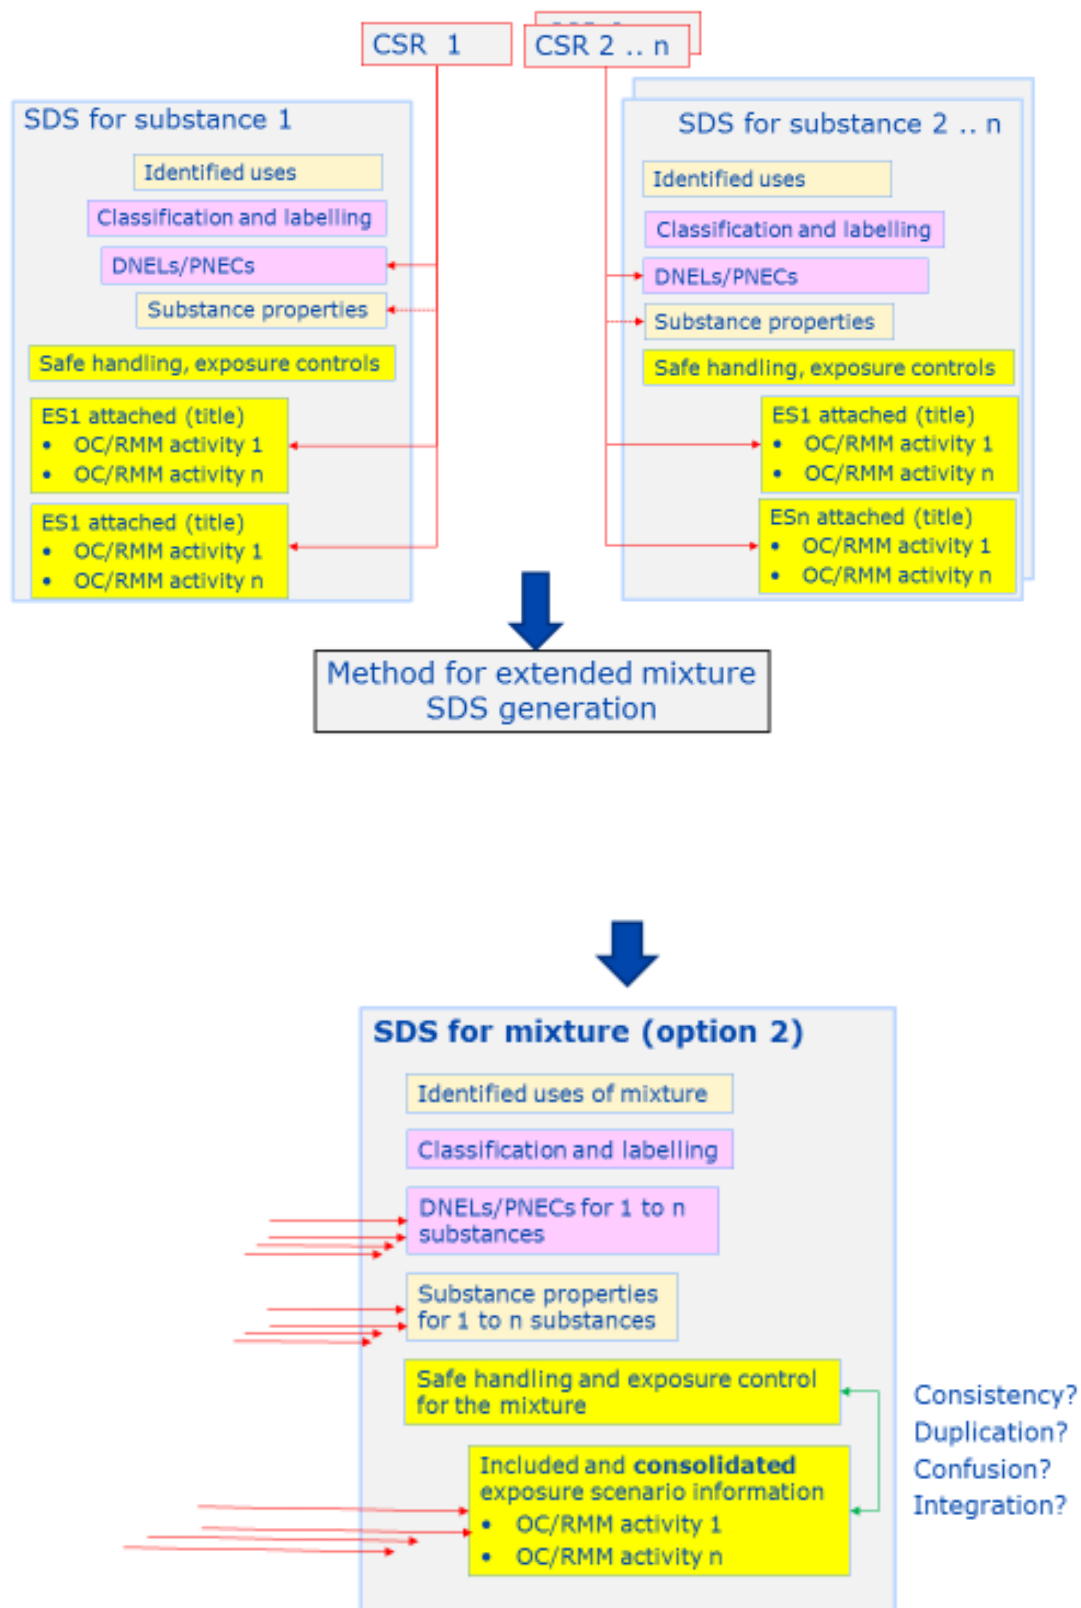 CSR 1
CSR 2 .. n
SDS for substance 1
Identified uses
Classification and labelling
DNELs/PNECs
Substance properties
Safe handling, exposure controls
ES1 attached (title)
• OC/RMM activity 1
• OC/RMM activity n
ES1 attached (title)
• OC/RMM activity 1
• OC/RMM activity n
SDS for substance 2 .. n
Identified uses
Classification and labelling
DNELs/PNECs
Substance properties
Safe handling, exposure controls
ES1 attached (title)
• OC/RMM activity 1
• OC/RMM activity n
ESn attached (title)
• OC/RMM activity 1
• OC/RMM activity n
Method for extended mixture
SDS generation
SDS for mixture (option 2)
Identified uses of mixture
Classification and labelling
DNELs/PNECs for 1 to n
substances
Substance properties
for 1 to n substances
Safe handling and exposure control
for the mixture
Included and consolidated
exposure scenario information
• OC/RMM activity 1
• OC/RMM activity n
Consistency?
Duplication?
Confusion?
Integration?